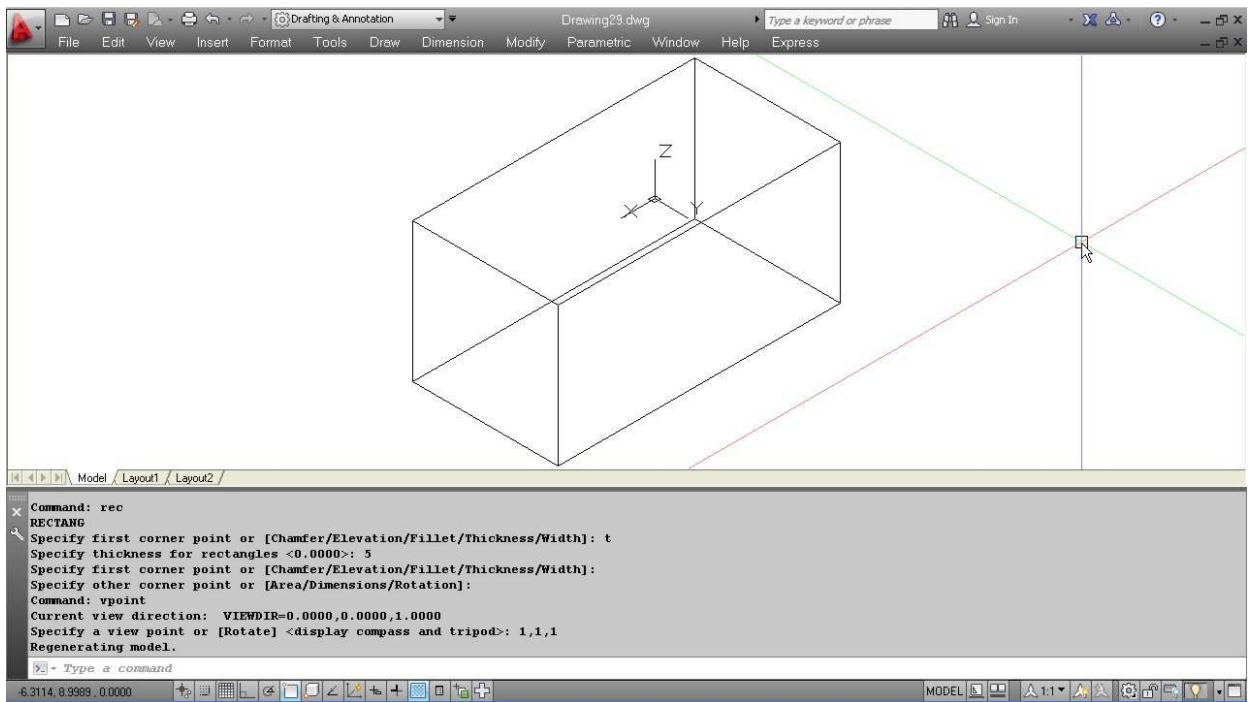 Drafting & Annotation Drawing29.dwg Type a keyword or phrase Sign In
File Edit View Insert Format Tools Draw Dimension Modify Parametric Window Help Express
Z
X Y
Model Layout1 Layout2
Command: rec
RECTANG
Specify first corner point or [Chamfer/Elevation/Fillet/Thickness/Width]: t
Specify thickness for rectangles <0.0000>: 5
Specify first corner point or [Chamfer/Elevation/Fillet/Thickness/Width]:
Specify other corner point or [Area/Dimensions/Rotation]:
Command: vpoint
Current view direction:  VIEWDIR=0.0000,0.0000,1.0000
Specify a view point or [Rotate] <display compass and tripod>: 1,1,1
Regenerating model.
Type a command
-6.3114, 8.9989, 0.0000 MODEL 1:1